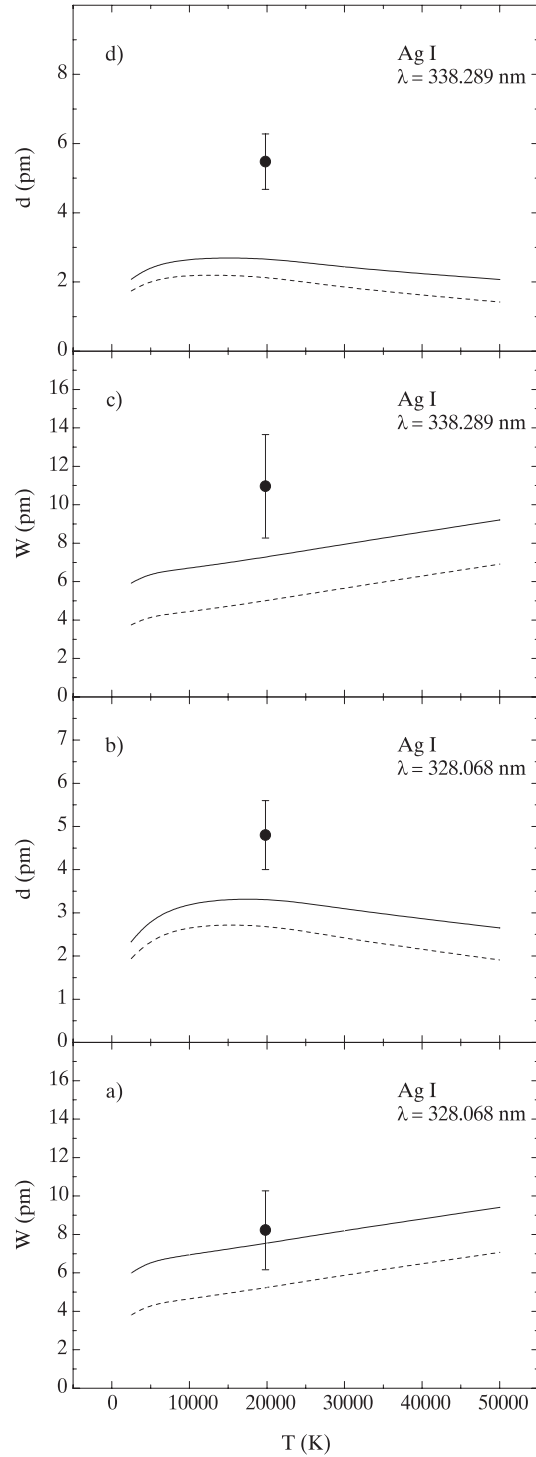 d)
Ag I
λ = 338.289 nm
8
6
4
2
0
d (pm)
c)
Ag I
λ = 338.289 nm
16
14
12
10
8
6
4
2
0
W (pm)
b)
Ag I
λ = 328.068 nm
7
6
5
4
3
2
1
0
d (pm)
a)
Ag I
λ = 328.068 nm
16
14
12
10
8
6
4
2
0
W (pm)
0 10000 20000 30000 40000 50000
T (K)